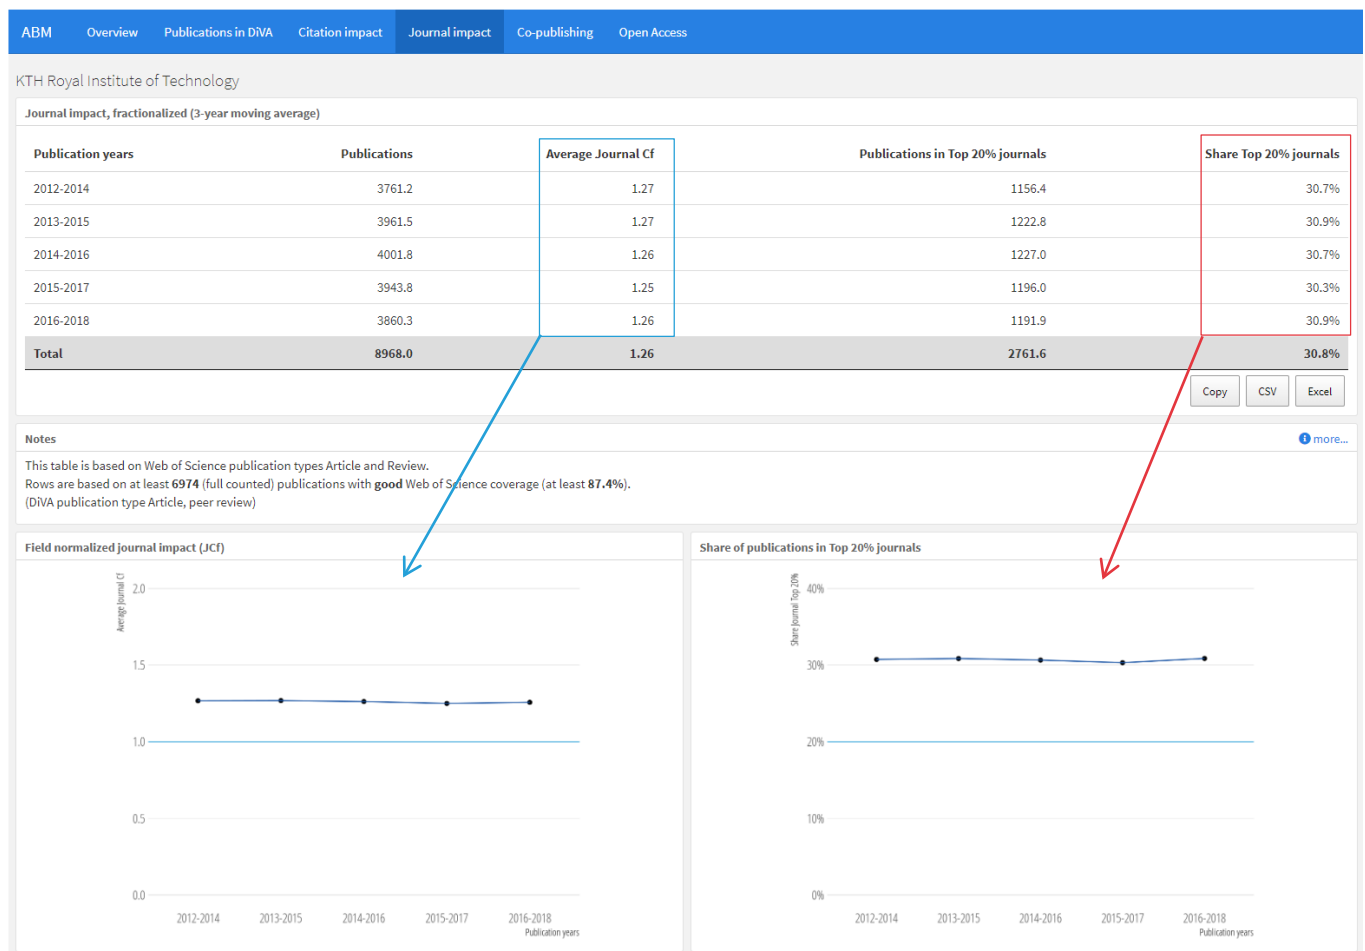 ABM Overview Publications in DiVA Citation impact Journal impact Co-publishing Open Access
KTH Royal Institute of Technology
Journal impact, fractionalized (3-year moving average)
Publication years Publications Average Journal Cf Publications in Top 20% journals Share Top 20% journals
2012-2014 3761.2 1.27 1156.4 30.7%
2013-2015 3961.5 1.27 1222.8 30.9%
2014-2016 4001.8 1.26 1227.0 30.7%
2015-2017 3943.8 1.25 1196.0 30.3%
2016-2018 3860.3 1.26 1191.9 30.9%
Total 8968.0 1.26 2761.6 30.8%
Copy CSV Excel
Notes more...
This table is based on Web of Science publication types Article and Review.
Rows are based on at least 6974 (full counted) publications with good Web of Science coverage (at least 87.4%).
(DiVA publication type Article, peer review)
Field normalized journal impact (JCf)
Average Journal Cf
2.0
1.5
1.0
0.5
0.0
2012-2014 2013-2015 2014-2016 2015-2017 2016-2018
Publication years
Share of publications in Top 20% journals
Share Journal Top 20%
40%
30%
20%
10%
0%
2012-2014 2013-2015 2014-2016 2015-2017 2016-2018
Publication years